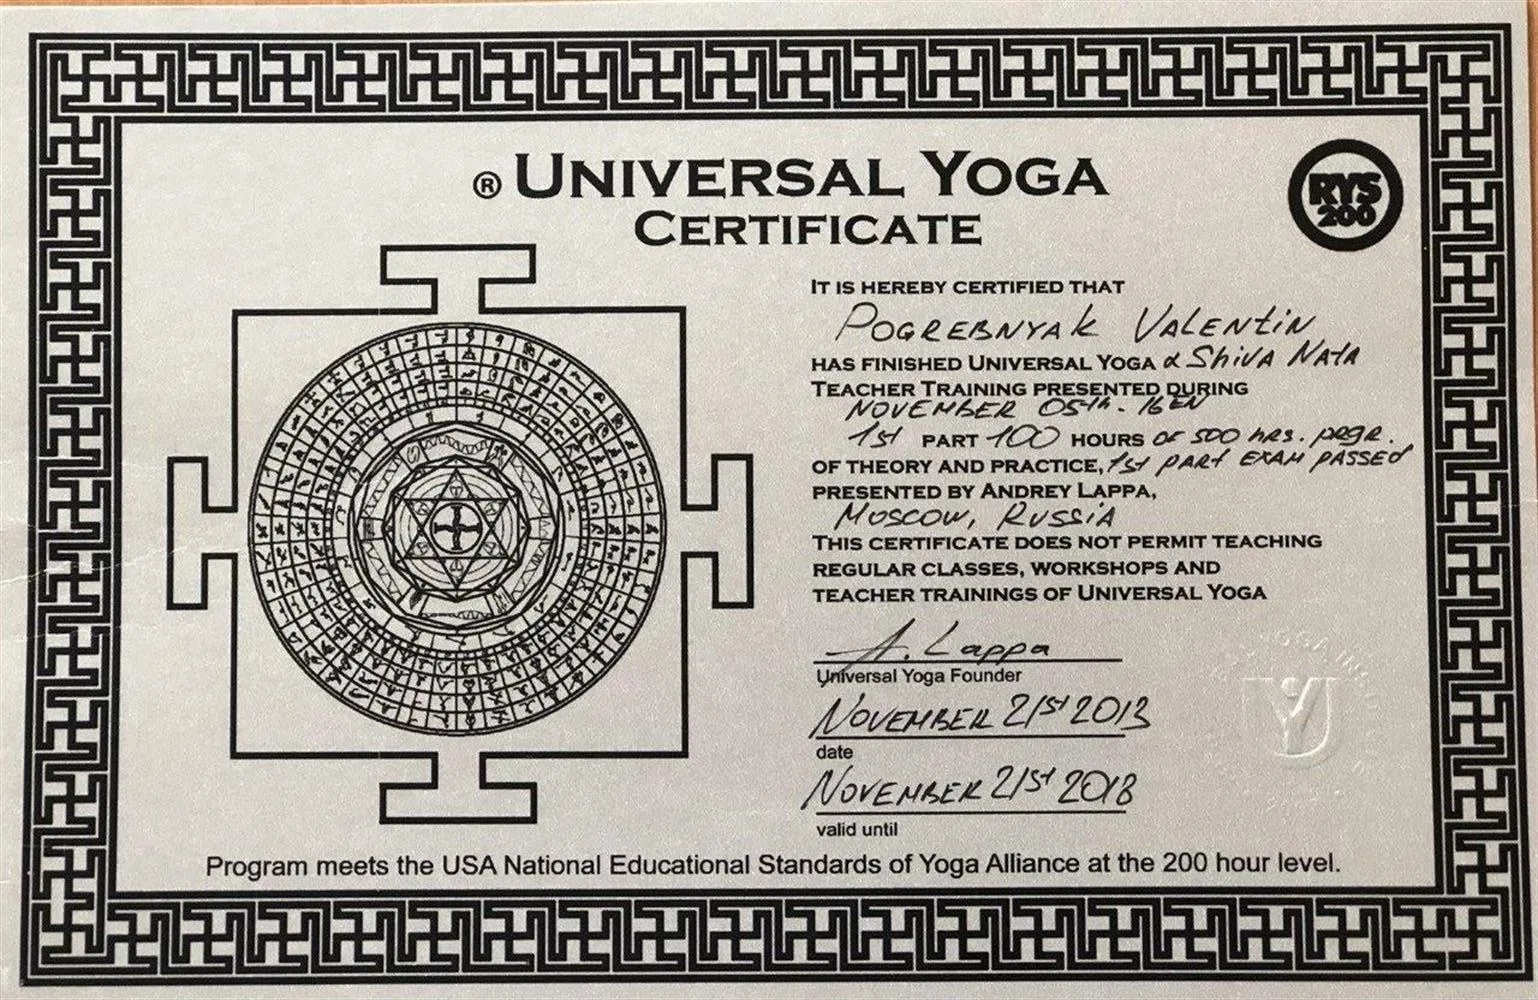 ® UNIVERSAL YOGA
CERTIFICATE
RYS
200
IT IS HEREBY CERTIFIED THAT
POGREBNYAK VALENTIN
HAS FINISHED UNIVERSAL YOGA & SHIVA NATA
TEACHER TRAINING PRESENTED DURING
NOVEMBER 05th - 16
1st PART 100 HOURS OF 500 hRS. PRGR.
OF THEORY AND PRACTICE, 1st PART EXAM PASSED
PRESENTED BY ANDREY LAPPA,
MOSCOW, RUSSIA
THIS CERTIFICATE DOES NOT PERMIT TEACHING
REGULAR CLASSES, WORKSHOPS AND
TEACHER TRAININGS OF UNIVERSAL YOGA
A. Lappa
Universal Yoga Founder
NOVEMBER 21st 2013
date
NOVEMBER 21st 2018
valid until
Program meets the USA National Educational Standards of Yoga Alliance at the 200 hour level.